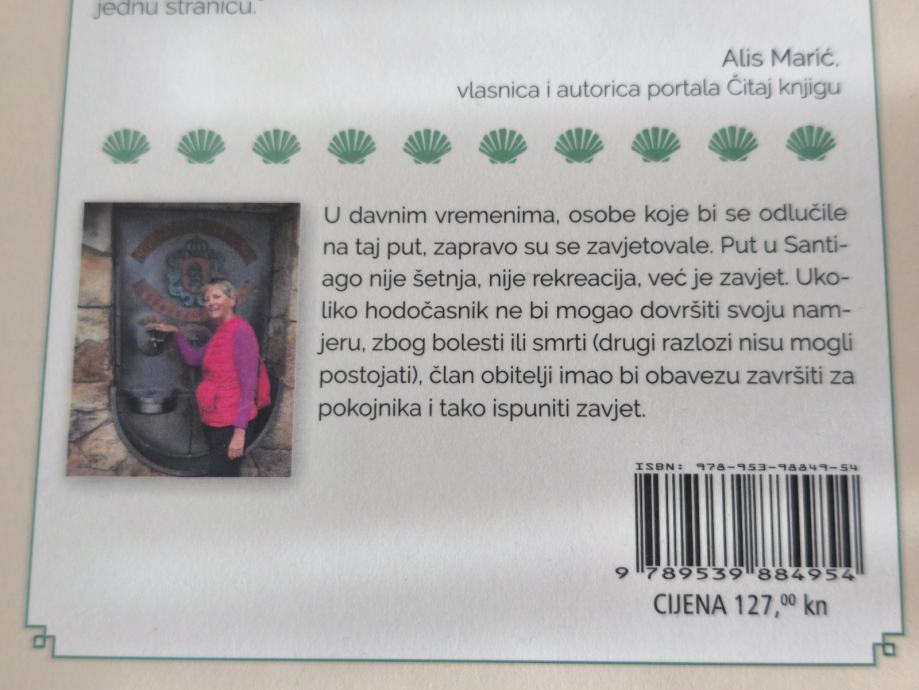 jednu stranicu."
Alis Marić,
vlasnica i autorica portala Čitaj knjigu
U davnim vremenima, osobe koje bi se odlučile
na taj put, zapravo su se zavjetovale. Put u Santi-
ago nije šetnja, nije rekreacija, već je zavjet. Uko-
liko hodočasnik ne bi mogao dovršiti svoju nam-
jeru, zbog bolesti ili smrti (drugi razlozi nisu mogli
postojati), član obitelji imao bi obavezu završiti za
pokojnika i tako ispuniti zavjet.
ISBN: 978-953-98849-54
9 789539 884954
CIJENA 127,00 kn